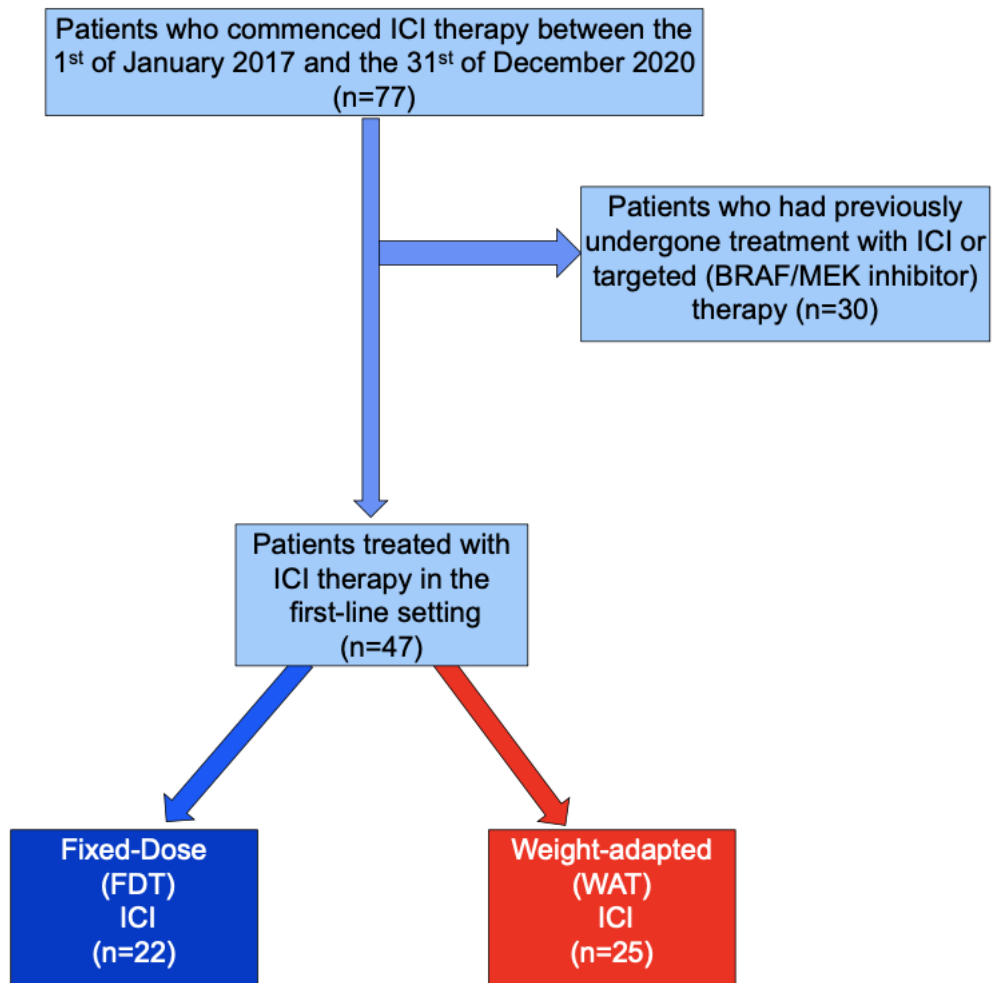 Patients who commenced ICI therapy between the
1st of January 2017 and the 31st of December 2020
(n=77)
Patients who had previously
undergone treatment with ICI or
targeted (BRAF/MEK inhibitor)
therapy (n=30)
Patients treated with
ICI therapy in the
first-line setting
(n=47)
Fixed-Dose
(FDT)
ICI
(n=22)
Weight-adapted
(WAT)
ICI
(n=25)